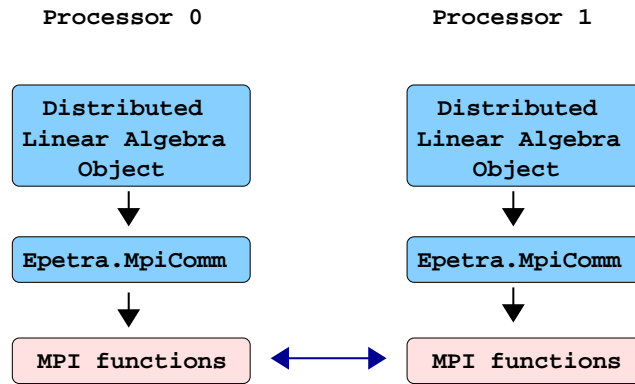 Processor 0
Processor 1
Distributed
Linear Algebra
Object
Distributed
Linear Algebra
Object
Epetra.MpiComm
Epetra.MpiComm
MPI functions
MPI functions